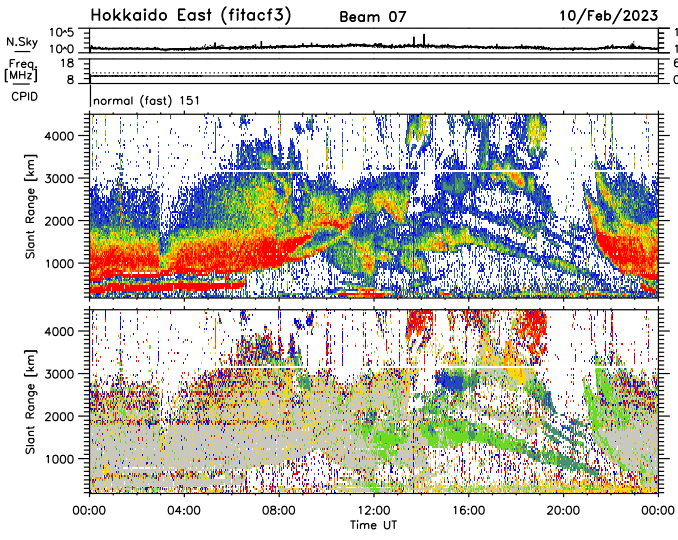 Hokkaido East (fitacf3) Beam 07 10/Feb/2023
N.Sky 10^5 10^0 1 1
Freq. [MHz] 18 8 6 0
CPID normal (fast) 151
Slant Range [km] 4000 3000 2000 1000
Slant Range [km] 4000 3000 2000 1000
00:00 04:00 08:00 12:00 16:00 20:00 00:00
Time UT